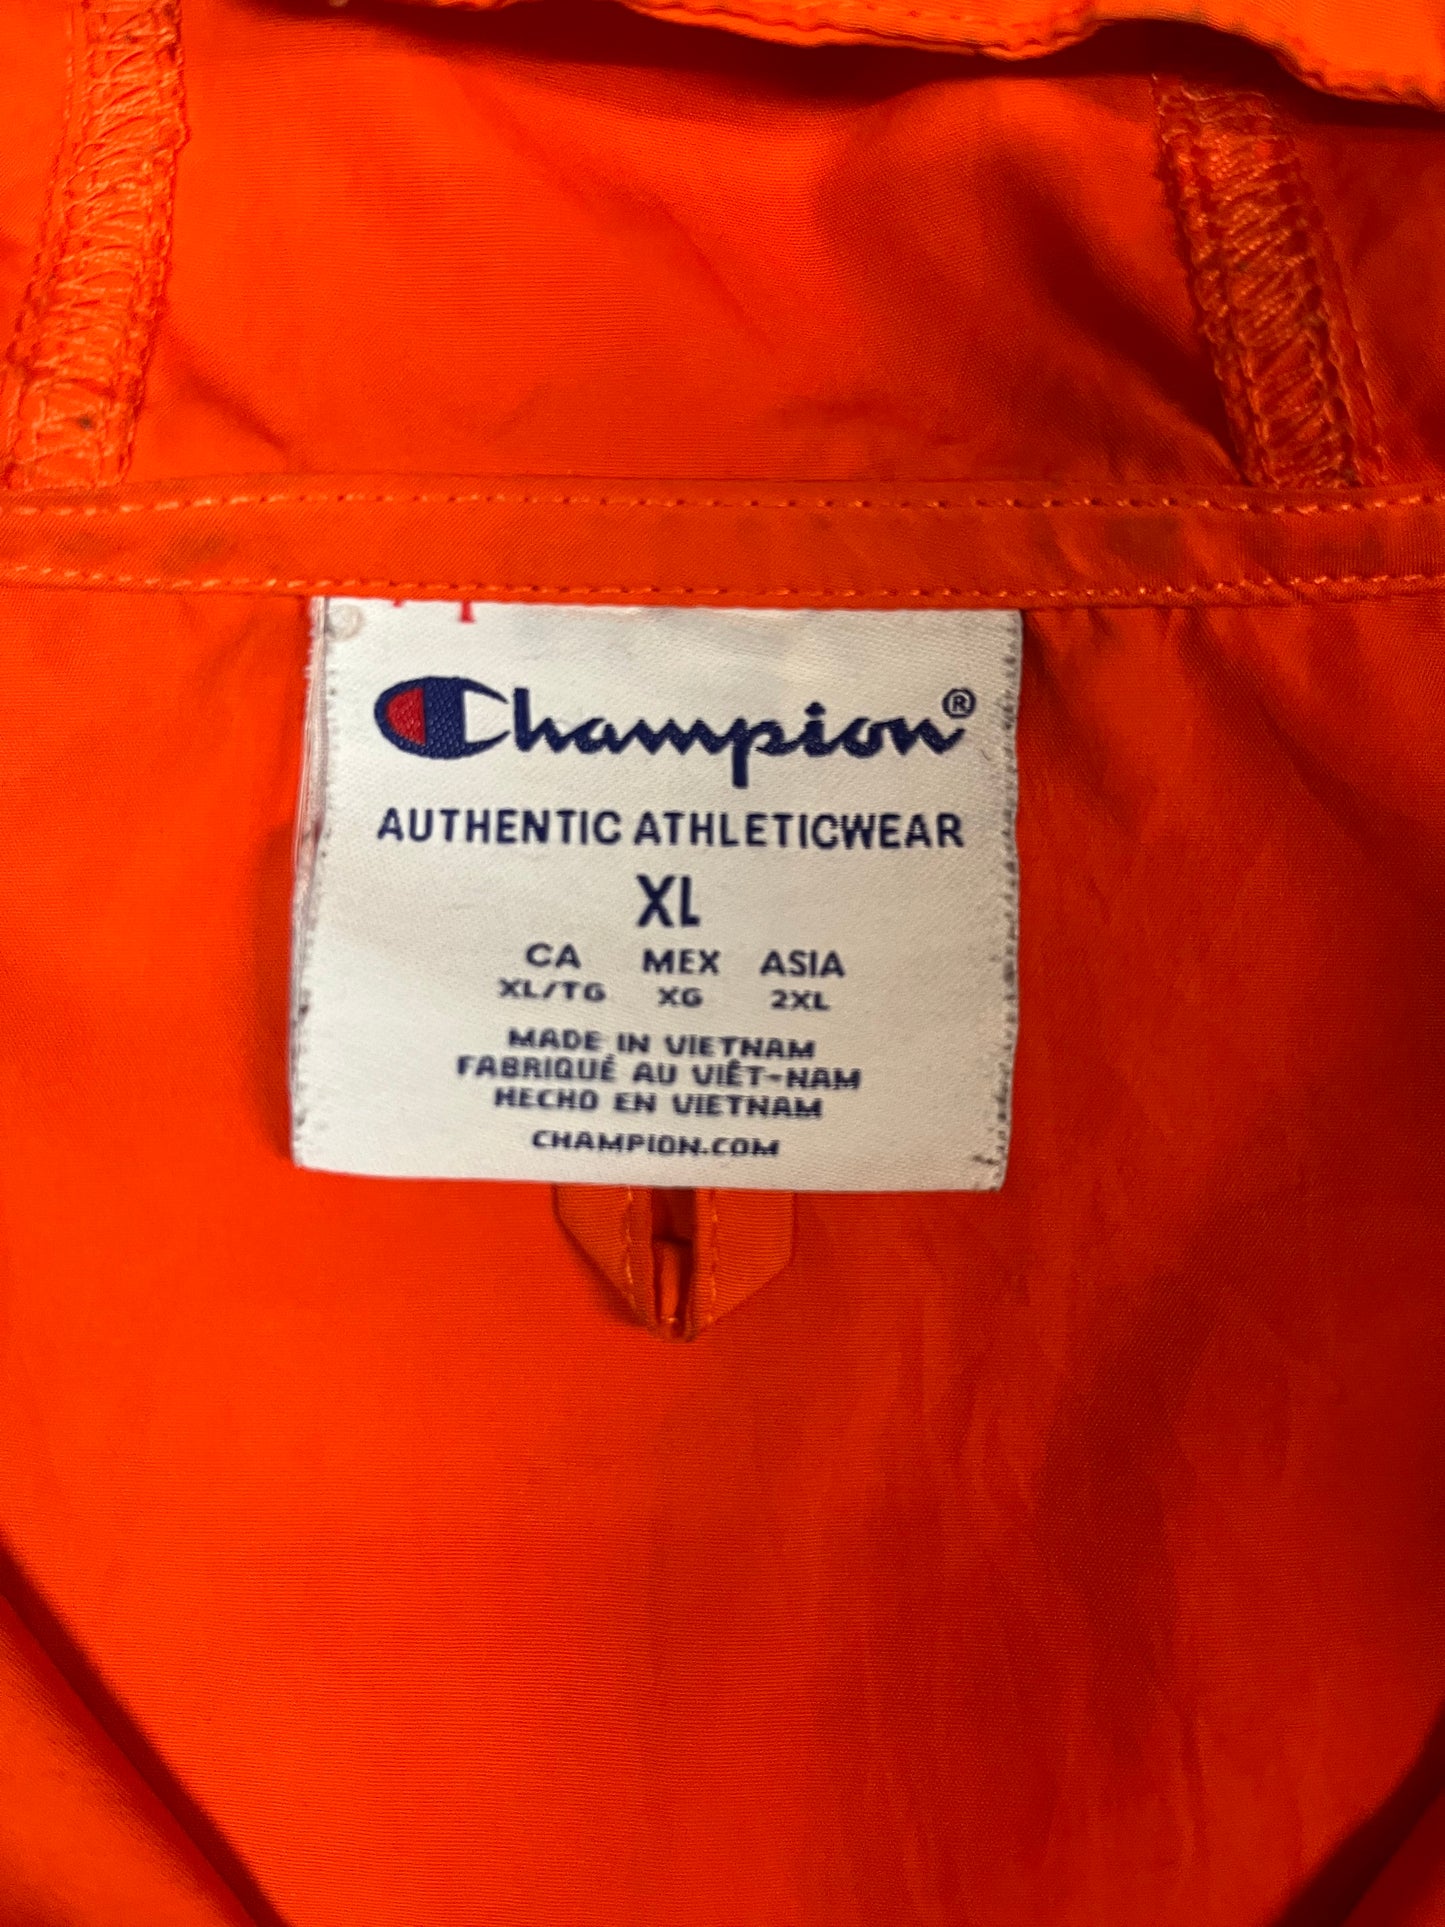 Champion®
AUTHENTIC ATHLETICWEAR
XL
CA MEX ASIA
XL/TG XG 2XL
MADE IN VIETNAM
FABRIQUÉ AU VIÊT-NAM
HECHO EN VIETNAM
CHAMPION.COM